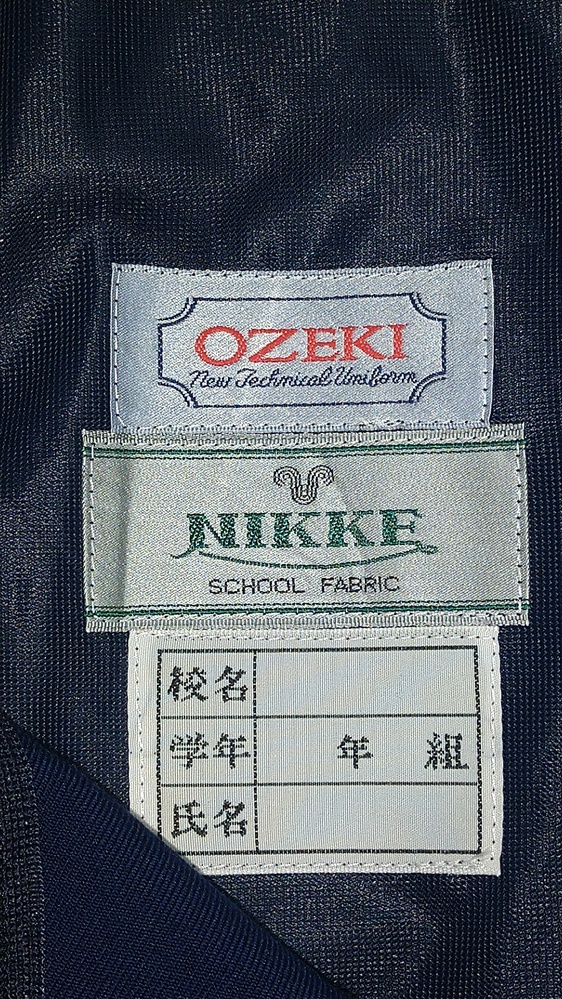 OZEKI
New Technical Uniform
NIKKE
SCHOOL FABRIC
校名
学年 年 組
氏名